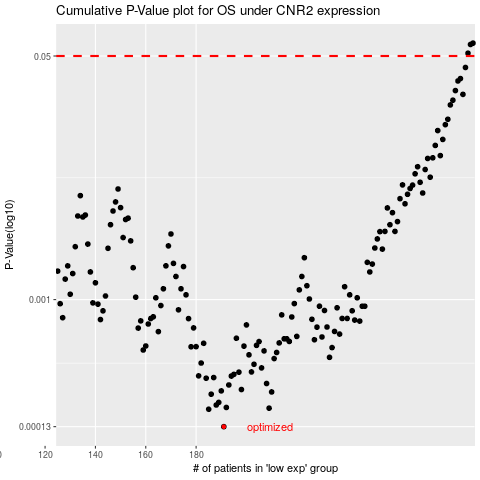 Cumulative P-Value plot for OS under CNR2 expression
0.05
P-Value(log10)
0.001
0.00013
optimized
0 120 140 160 180
# of patients in 'low exp' group